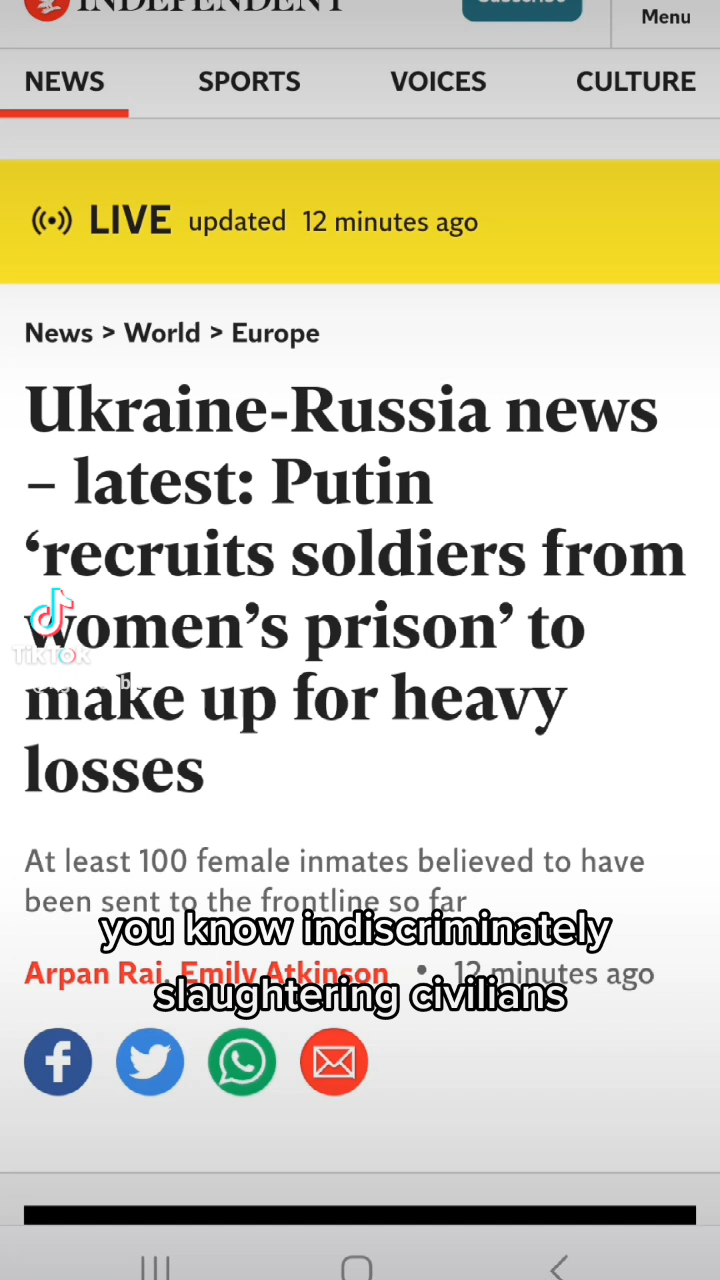 INDEPENDENT
Subscribe
Menu
NEWS SPORTS VOICES CULTURE
LIVE updated 12 minutes ago
News > World > Europe
Ukraine-Russia news
– latest: Putin
‘recruits soldiers from
women’s prison’ to
make up for heavy
losses
TikTok
At least 100 female inmates believed to have
been sent to the frontline so far
you know indiscriminately
Arpan Rai, Emily Atkinson • 12 minutes ago
slaughtering civilians